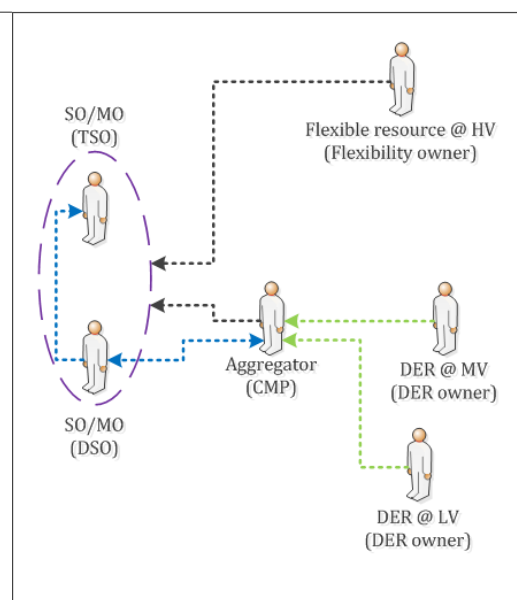 SO/MO
(TSO)
Flexible resource @ HV
(Flexibility owner)
Aggregator
(CMP)
DER @ MV
(DER owner)
SO/MO
(DSO)
DER @ LV
(DER owner)